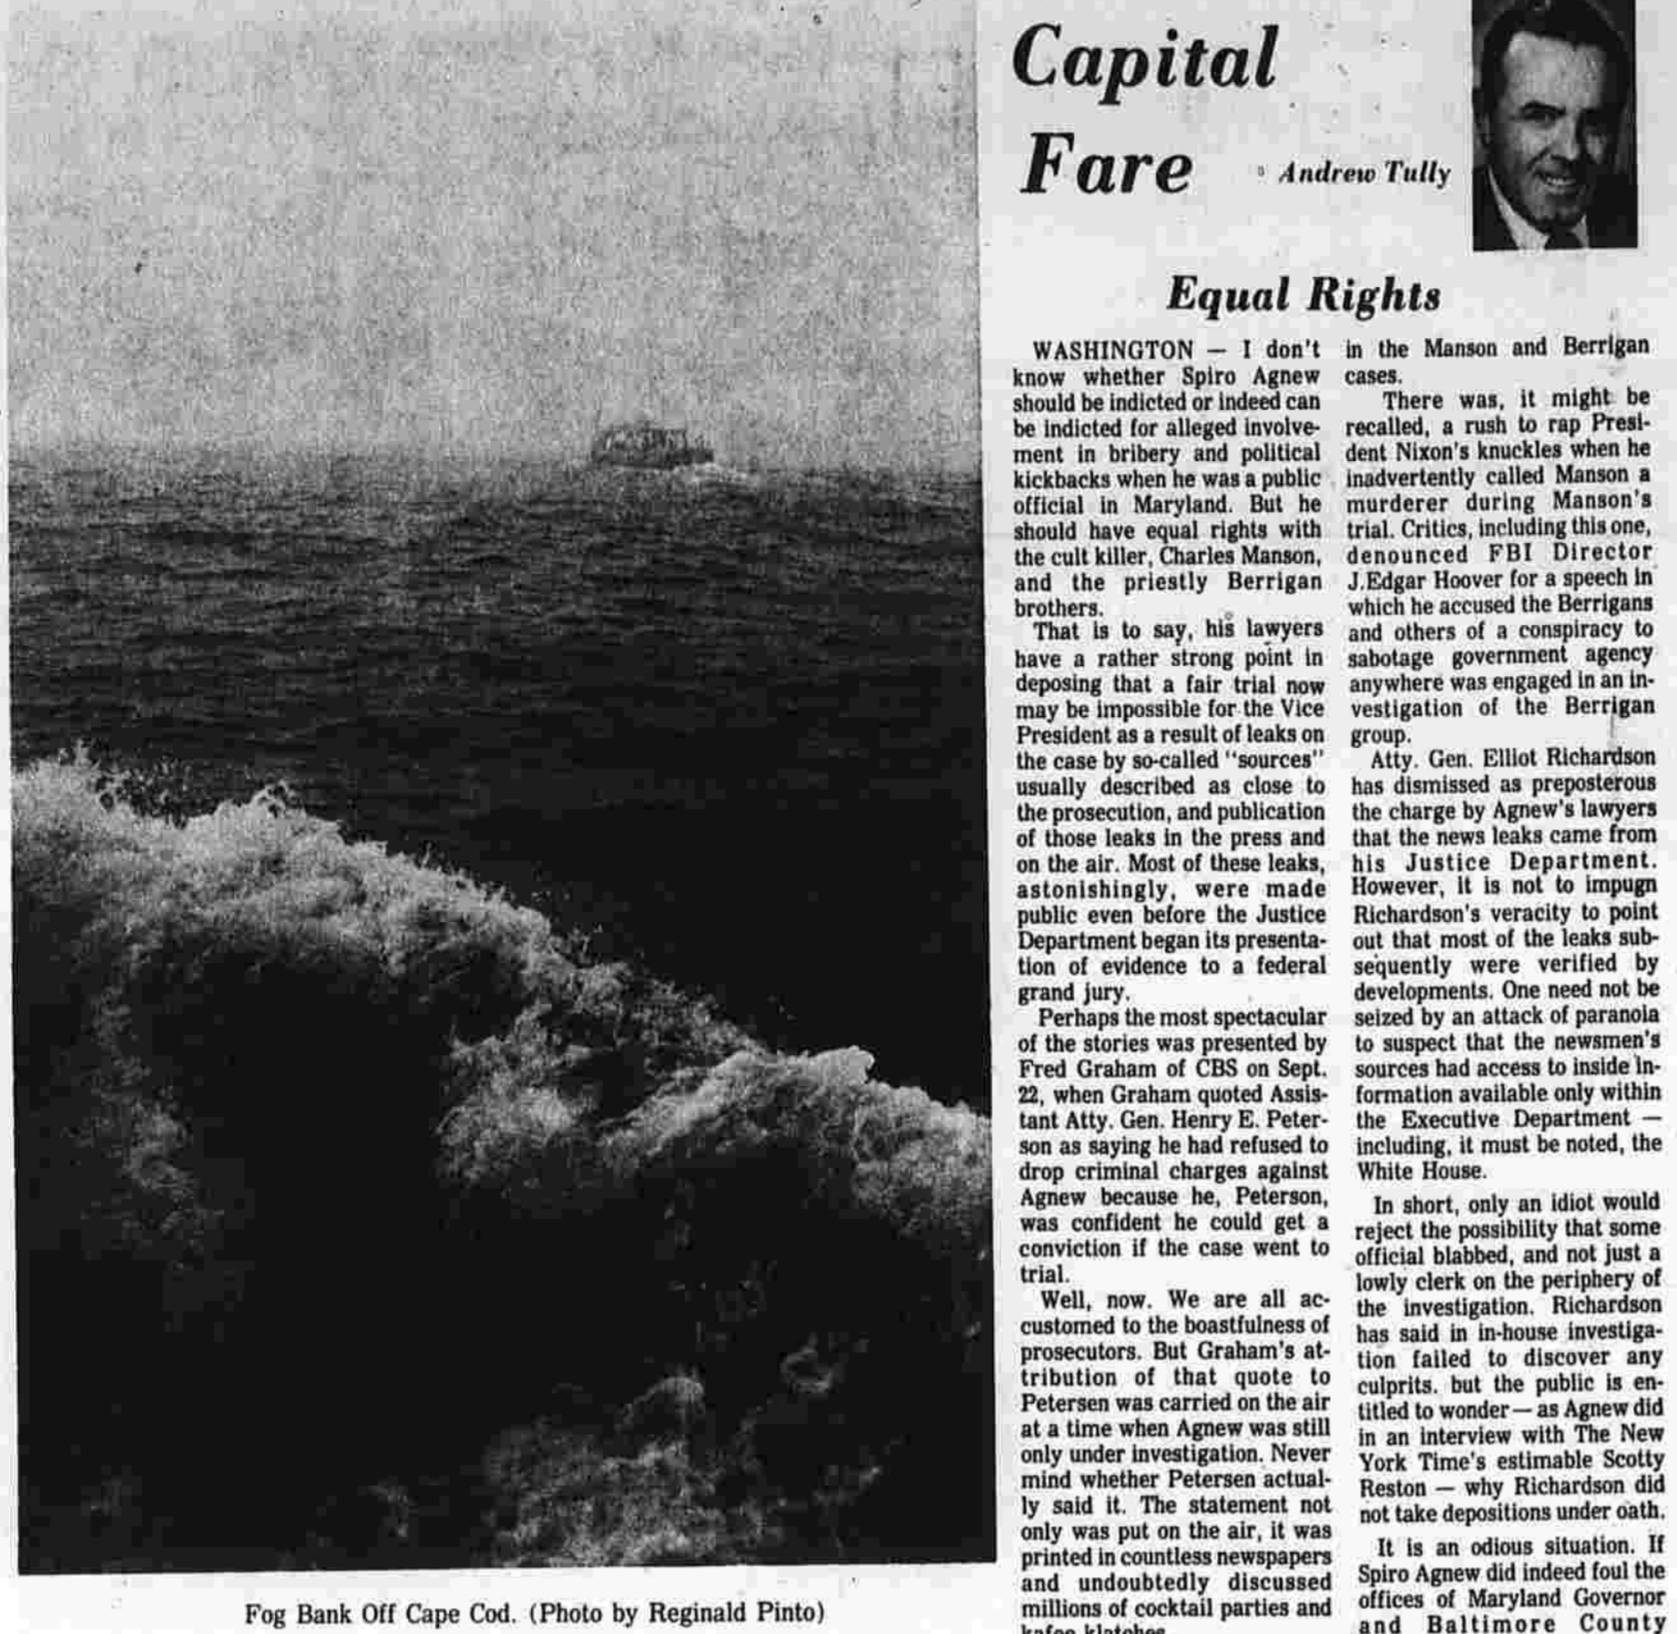 Capital
Fare
Andrew Tully
Equal Rights
WASHINGTON — I don't
know whether Spiro Agnew
should be indicted or indeed can
be indicted for alleged involve-
ment in bribery and political
kickbacks when he was a public
official in Maryland. But he
should have equal rights with
the cult killer, Charles Manson,
and the priestly Berrigan
brothers.
That is to say, his lawyers
have a rather strong point in
deposing that a fair trial now
may be impossible for the Vice
President as a result of leaks on
the case by so-called "sources"
usually described as close to
the prosecution, and publication
of those leaks in the press and
on the air. Most of these leaks,
astonishingly, were made
public even before the Justice
Department began its presenta-
tion of evidence to a federal
grand jury.
Perhaps the most spectacular
of the stories was presented by
Fred Graham of CBS on Sept.
22, when Graham quoted Assis-
tant Atty. Gen. Henry E. Peter-
son as saying he had refused to
drop criminal charges against
Agnew because he, Peterson,
was confident he could get a
conviction if the case went to
trial.
Well, now. We are all ac-
customed to the boastfulness of
prosecutors. But Graham's at-
tribution of that quote to
Petersen was carried on the air
at a time when Agnew was still
only under investigation. Never
mind whether Petersen actual-
ly said it. The statement not
only was put on the air, it was
printed in countless newspapers
and undoubtedly discussed
millions of cocktail parties and
kafee klatches
in the Manson and Berrigan
cases.
There was, it might be
recalled, a rush to rap Presi-
dent Nixon's knuckles when he
inadvertently called Manson a
murderer during Manson's
trial. Critics, including this one,
denounced FBI Director
J.Edgar Hoover for a speech in
which he accused the Berrigans
and others of a conspiracy to
sabotage government agency
anywhere was engaged in an in-
vestigation of the Berrigan
group.
Atty. Gen. Elliot Richardson
has dismissed as preposterous
the charge by Agnew's lawyers
that the news leaks came from
his Justice Department.
However, it is not to impugn
Richardson's veracity to point
out that most of the leaks sub-
sequently were verified by
developments. One need not be
seized by an attack of paranoia
to suspect that the newsmen's
sources had access to inside in-
formation available only within
the Executive Department —
including, it must be noted, the
White House.
In short, only an idiot would
reject the possibility that some
official blabbed, and not just a
lowly clerk on the periphery of
the investigation. Richardson
has said in in-house investiga-
tion failed to discover any
culprits. but the public is en-
titled to wonder — as Agnew did
in an interview with The New
York Time's estimable Scotty
Reston — why Richardson did
not take depositions under oath.
It is an odious situation. If
Spiro Agnew did indeed foul the
offices of Maryland Governor
and Baltimore County
Fog Bank Off Cape Cod. (Photo by Reginald Pinto)